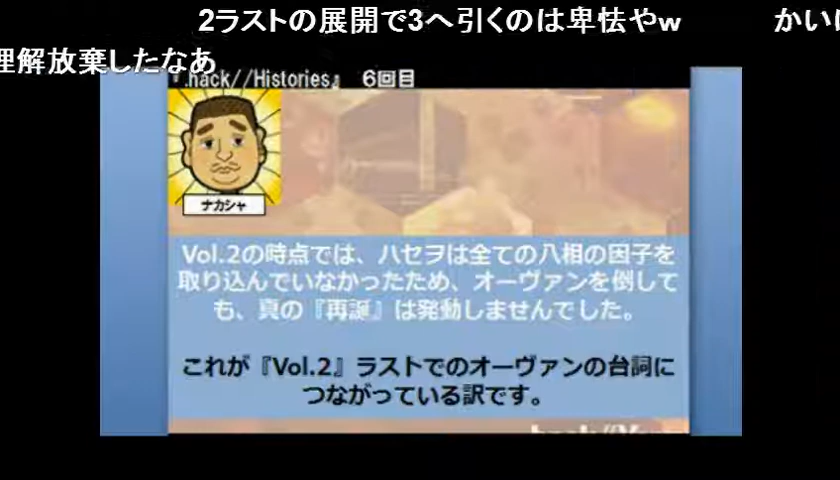 2ラストの展開で3へ引くのは卑怯やw
かい
理解放棄したなあ
『.hack//Histories』 6回目
ナカシャ
Vol.2の時点では、ハセヲは全ての八相の因子を
取り込んでいなかったため、オーヴァンを倒して
も、真の『再誕』は発動しませんでした。
これが『Vol.2』ラストでのオーヴァンの台詞に
つながっている訳です。